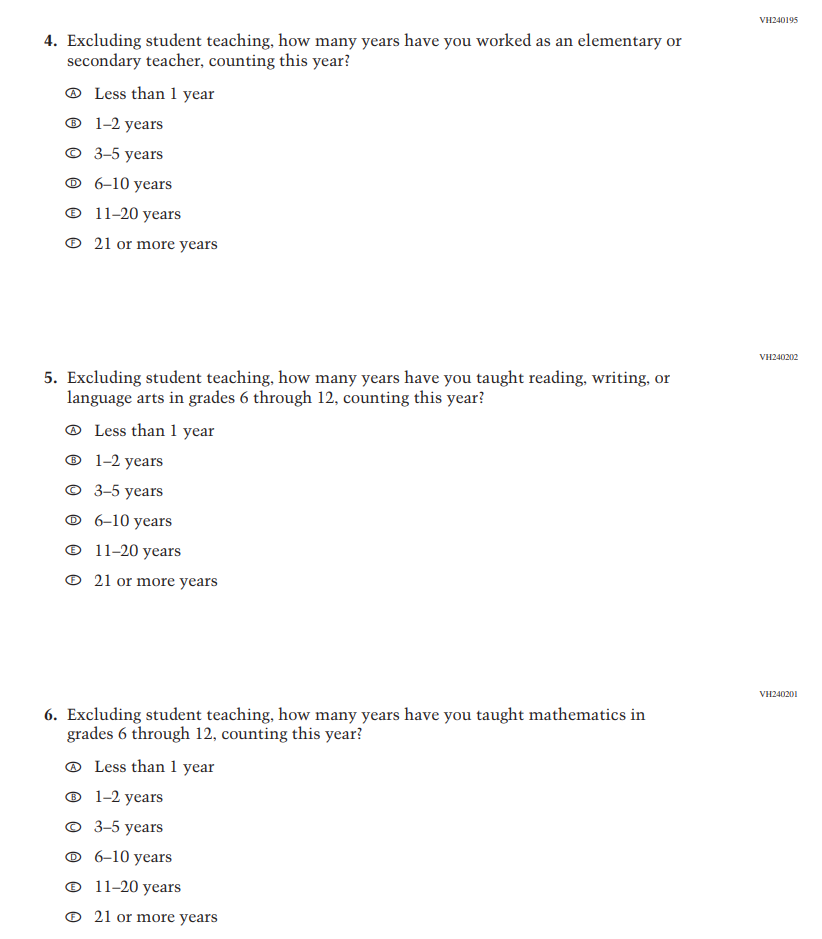 VH240195
4. Excluding student teaching, how many years have you worked as an elementary or
secondary teacher, counting this year?
A Less than 1 year
B 1–2 years
C 3–5 years
D 6–10 years
E 11–20 years
F 21 or more years
VH240202
5. Excluding student teaching, how many years have you taught reading, writing, or
language arts in grades 6 through 12, counting this year?
A Less than 1 year
B 1–2 years
C 3–5 years
D 6–10 years
E 11–20 years
F 21 or more years
VH240201
6. Excluding student teaching, how many years have you taught mathematics in
grades 6 through 12, counting this year?
A Less than 1 year
B 1–2 years
C 3–5 years
D 6–10 years
E 11–20 years
F 21 or more years